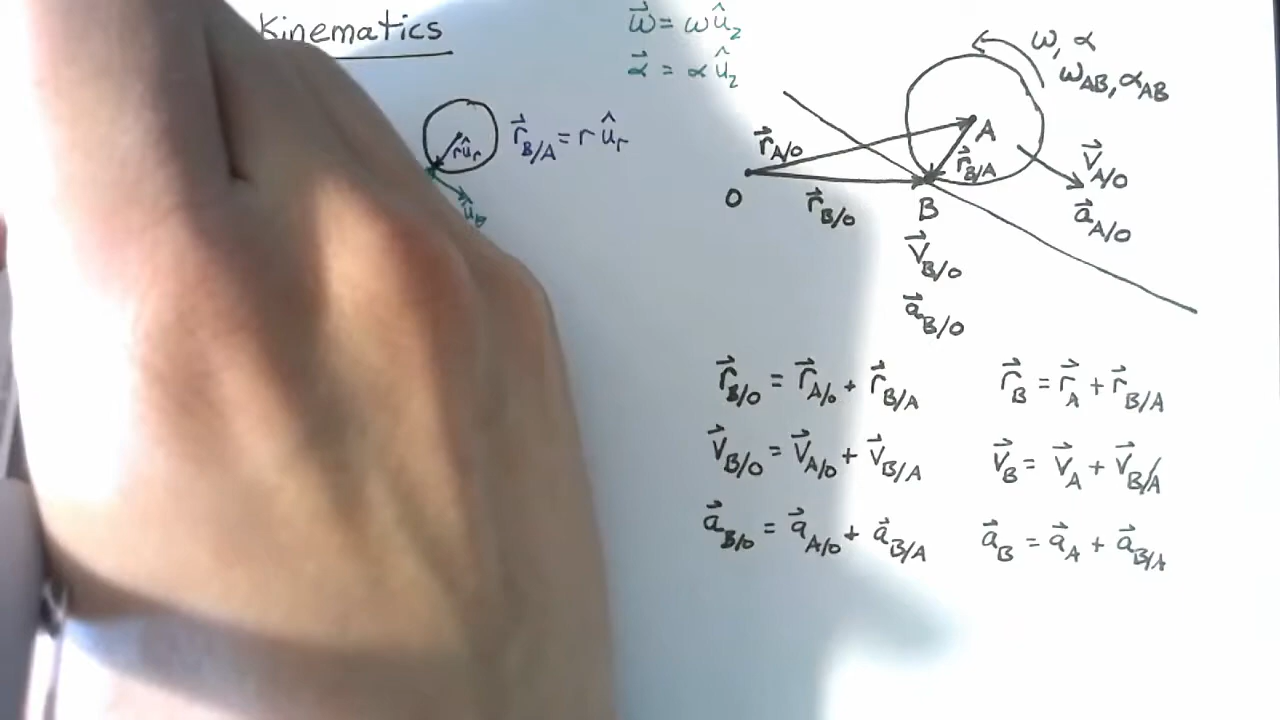 Kinematics
ω⃗ = ω û_z
α⃗ = α û_z
r û_r
r⃗_B/A = r û_r
û_θ
ω, α
ω_AB, α_AB
A
r⃗_A/O
r⃗_B/A
v⃗_A/O
a⃗_A/O
O
r⃗_B/O
B
v⃗_B/O
a⃗_B/O
r⃗_B/O = r⃗_A/O + r⃗_B/A
r⃗_B = r⃗_A + r⃗_B/A
v⃗_B/O = v⃗_A/O + v⃗_B/A
v⃗_B = v⃗_A + v⃗_B/A
a⃗_B/O = a⃗_A/O + a⃗_B/A
a⃗_B = a⃗_A + a⃗_B/A